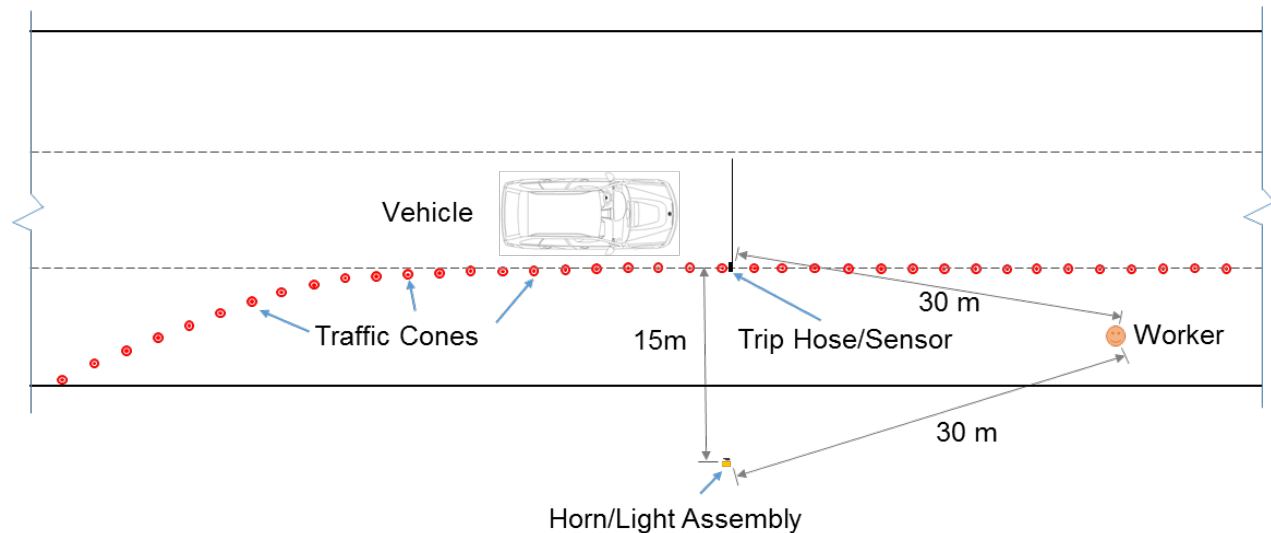 Vehicle
Traffic Cones
15m
Trip Hose/Sensor
30 m
Worker
30 m
Horn/Light Assembly